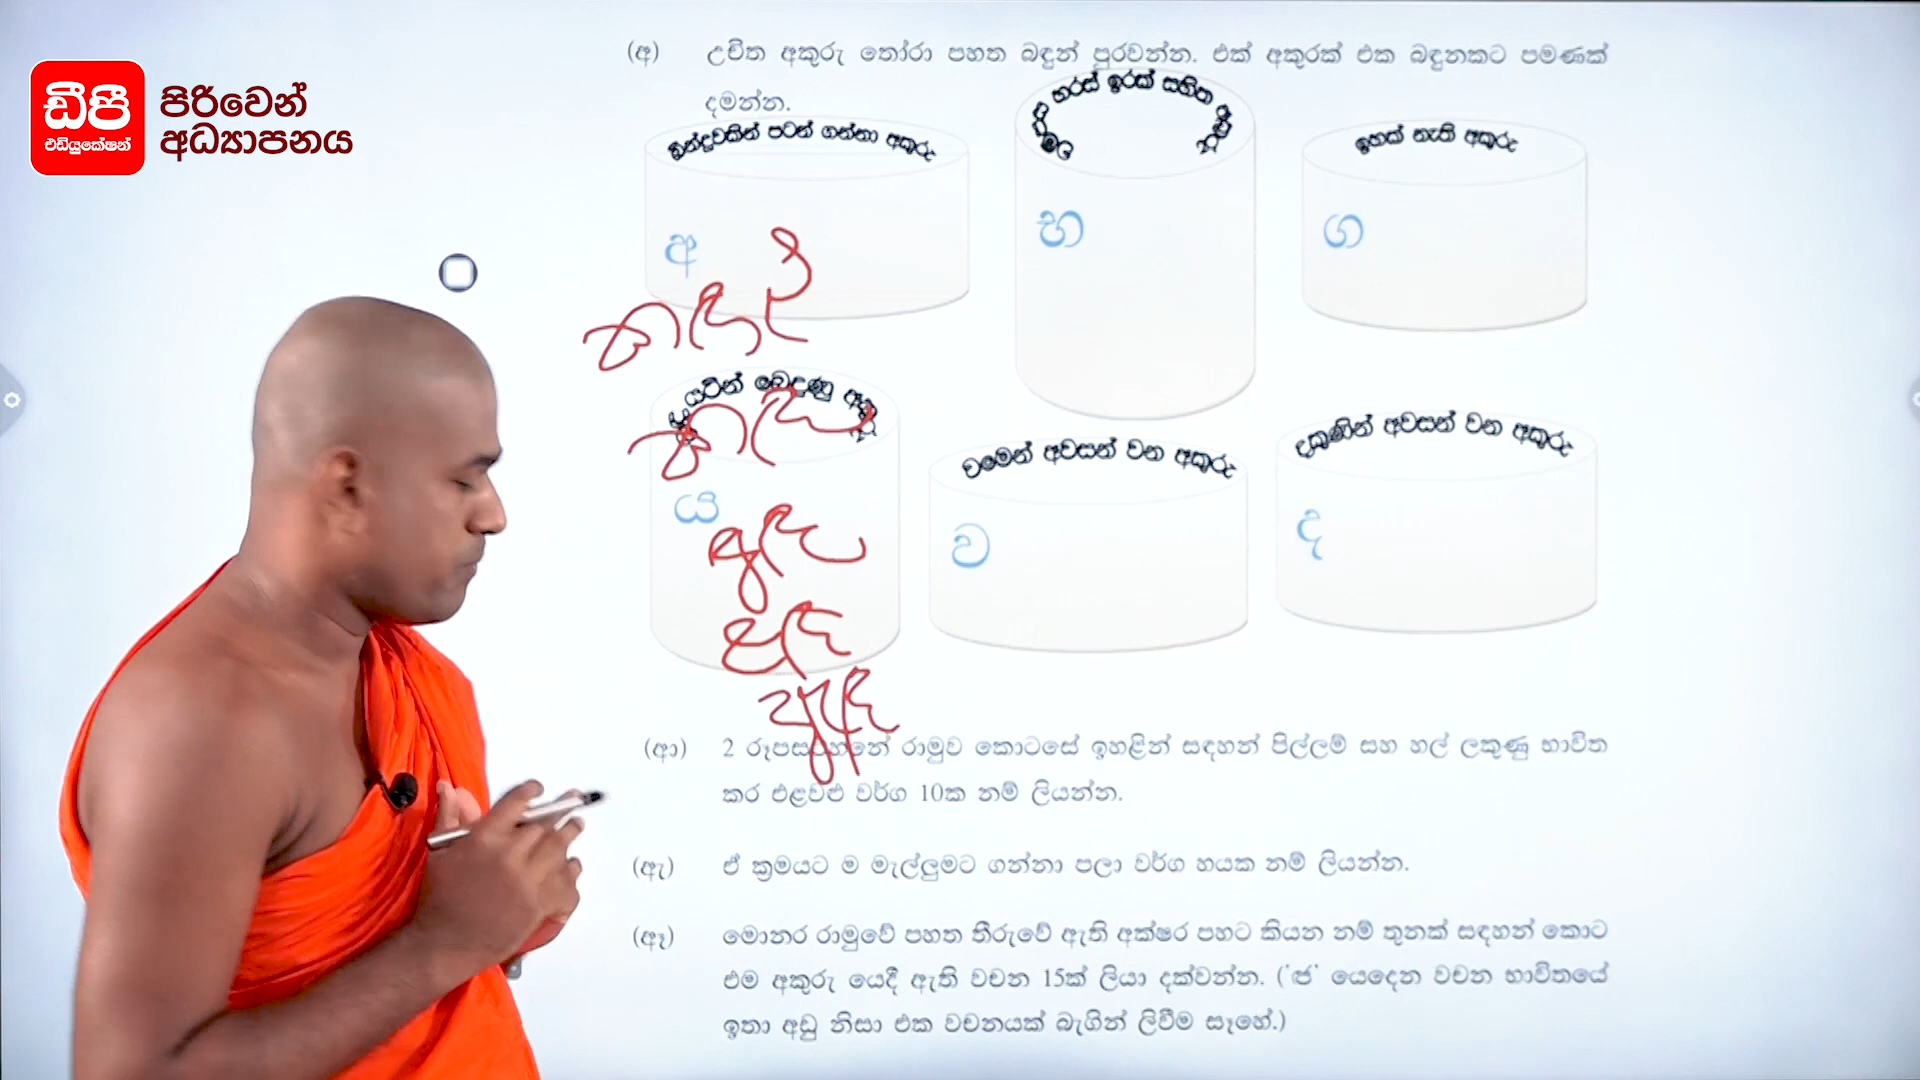 ඩීපී
එඩියුකේෂන්
පිරිවෙන්
අධ්‍යාපනය
(අ) උචිත අකුරු තෝරා පහත බඳුන් පුරවන්න. එක් අකුරක් එක බඳුනකට පමණක්
දමන්න.
බින්දුවකින් පටන් ගන්නා අකුරු
හරස් ඉරක් සහිත
ඉහක් නැති අකුරු
අ
හ
ග
යටින් බෙදුණු
වමෙන් අවසන් වන අකුරු
දකුණින් අවසන් වන අකුරු
ය
ව
ද
(ආ) 2 රූපසටහනේ රාමුව කොටසේ ඉහළින් සඳහන් පිල්ලම් සහ හල් ලකුණු භාවිත
කර එළවළු වර්ග 10ක නම් ලියන්න.
(ඇ) ඒ ක්‍රමයට ම මැල්ලුමට ගන්නා පලා වර්ග හයක නම් ලියන්න.
(ඈ) මොනර රාමුවේ පහත තීරුවේ ඇති අක්ෂර පහට කියන නම් තුනක් සඳහන් කොට
එම අකුරු යෙදී ඇති වචන 15ක් ලියා දක්වන්න. ('ඦ' යෙදෙන වචන භාවිතයේ
ඉතා අඩු නිසා එක වචනයක් බැගින් ලිවීම සෑහේ.)